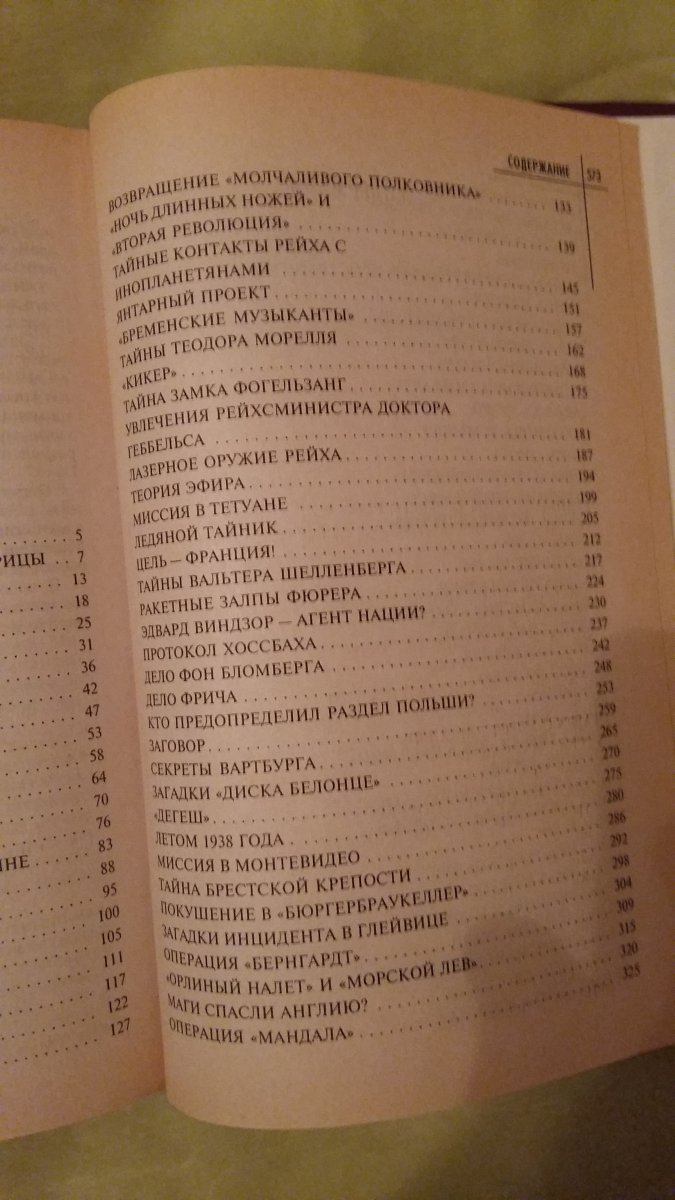 5
РИЦЫ . . 7
13
18
25
31
36
42
47
53
58
64
70
76
ИНЕ . . . . 83
88
95
100
105
111
117
122
127
СОДЕРЖАНИЕ 573
ВОЗВРАЩЕНИЕ «МОЛЧАЛИВОГО ПОЛКОВНИКА» . . . . 133
«НОЧЬ ДЛИННЫХ НОЖЕЙ» И
«ВТОРАЯ РЕВОЛЮЦИЯ» . . . . 139
ТАЙНЫЕ КОНТАКТЫ РЕЙХА С
ИНОПЛАНЕТЯНАМИ . . . . 145
ЯНТАРНЫЙ ПРОЕКТ . . . . 151
«БРЕМЕНСКИЕ МУЗЫКАНТЫ» . . . . 157
ТАЙНЫ ТЕОДОРА МОРЕЛЛЯ . . . . 162
«КИКЕР» . . . . 168
ТАЙНА ЗАМКА ФОГЕЛЬЗАНГ . . . . 175
УВЛЕЧЕНИЯ РЕЙХСМИНИСТРА ДОКТОРА
ГЕББЕЛЬСА . . . . 181
ЛАЗЕРНОЕ ОРУЖИЕ РЕЙХА . . . . 187
ТЕОРИЯ ЭФИРА . . . . 194
МИССИЯ В ТЕТУАНЕ . . . . 199
ЛЕДЯНОЙ ТАЙНИК . . . . 205
ЦЕЛЬ — ФРАНЦИЯ! . . . . 212
ТАЙНЫ ВАЛЬТЕРА ШЕЛЛЕНБЕРГА . . . . 217
РАКЕТНЫЕ ЗАЛПЫ ФЮРЕРА . . . . 224
ЭДВАРД ВИНДЗОР — АГЕНТ НАЦИИ? . . . . 230
ПРОТОКОЛ ХОССБАХА . . . . 237
ДЕЛО ФОН БЛОМБЕРГА . . . . 242
ДЕЛО ФРИЧА . . . . 248
КТО ПРЕДОПРЕДЕЛИЛ РАЗДЕЛ ПОЛЬШИ? . . . . 253
ЗАГОВОР . . . . 259
СЕКРЕТЫ ВАРТБУРГА . . . . 265
ЗАГАДКИ «ДИСКА БЕЛОНЦЕ» . . . . 270
«ДЕГЕШ» . . . . 275
ЛЕТОМ 1938 ГОДА . . . . 280
МИССИЯ В МОНТЕВИДЕО . . . . 286
ТАЙНА БРЕСТСКОЙ КРЕПОСТИ . . . . 292
ПОКУШЕНИЕ В «БЮРГЕРБРАУКЕЛЛЕР» . . . . 298
ЗАГАДКИ ИНЦИДЕНТА В ГЛЕЙВИЦЕ . . . . 304
ОПЕРАЦИЯ «БЕРНГАРДТ» . . . . 309
«ОРЛИНЫЙ НАЛЕТ» И «МОРСКОЙ ЛЕВ» . . . . 315
МАГИ СПАСЛИ АНГЛИЮ? . . . . 320
ОПЕРАЦИЯ «МАНДАЛА» . . . . 325